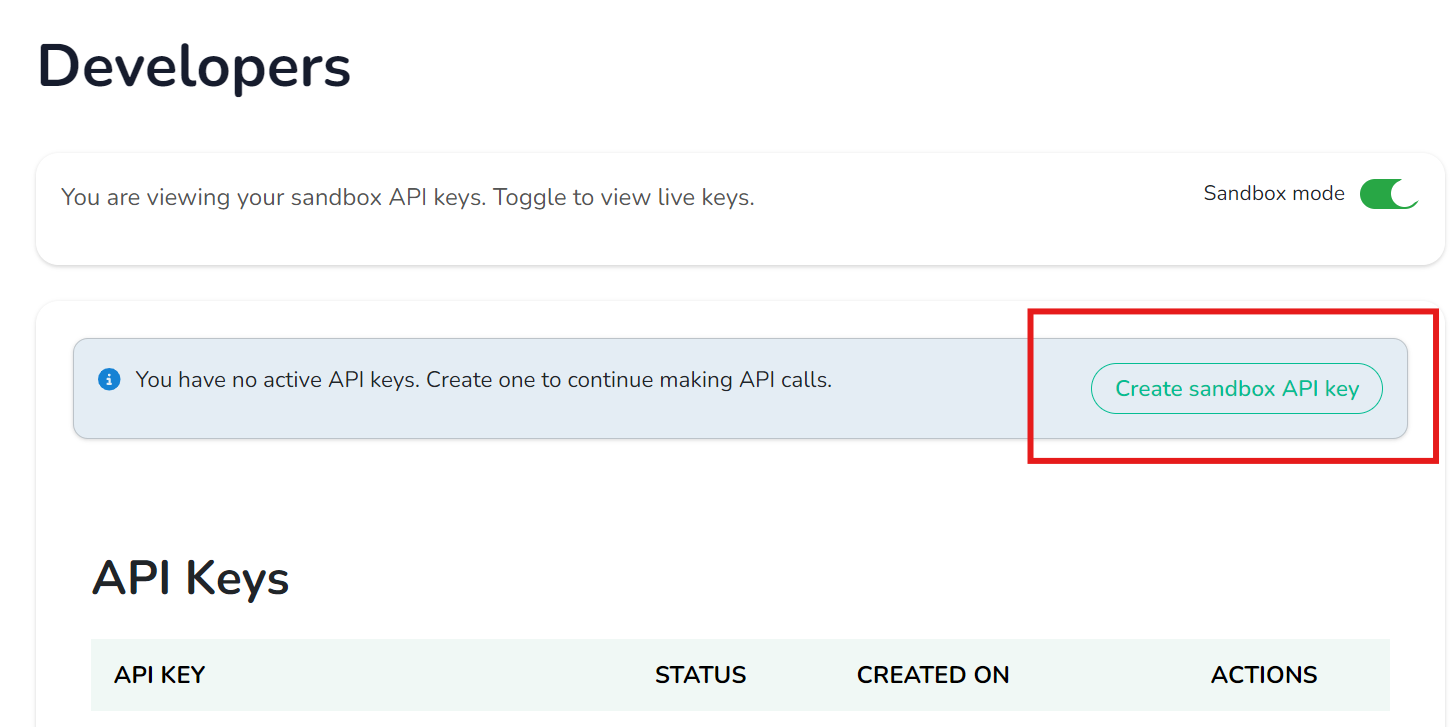 Developers
You are viewing your sandbox API keys. Toggle to view live keys.
Sandbox mode
You have no active API keys. Create one to continue making API calls.
Create sandbox API key
API Keys
API KEY STATUS CREATED ON ACTIONS